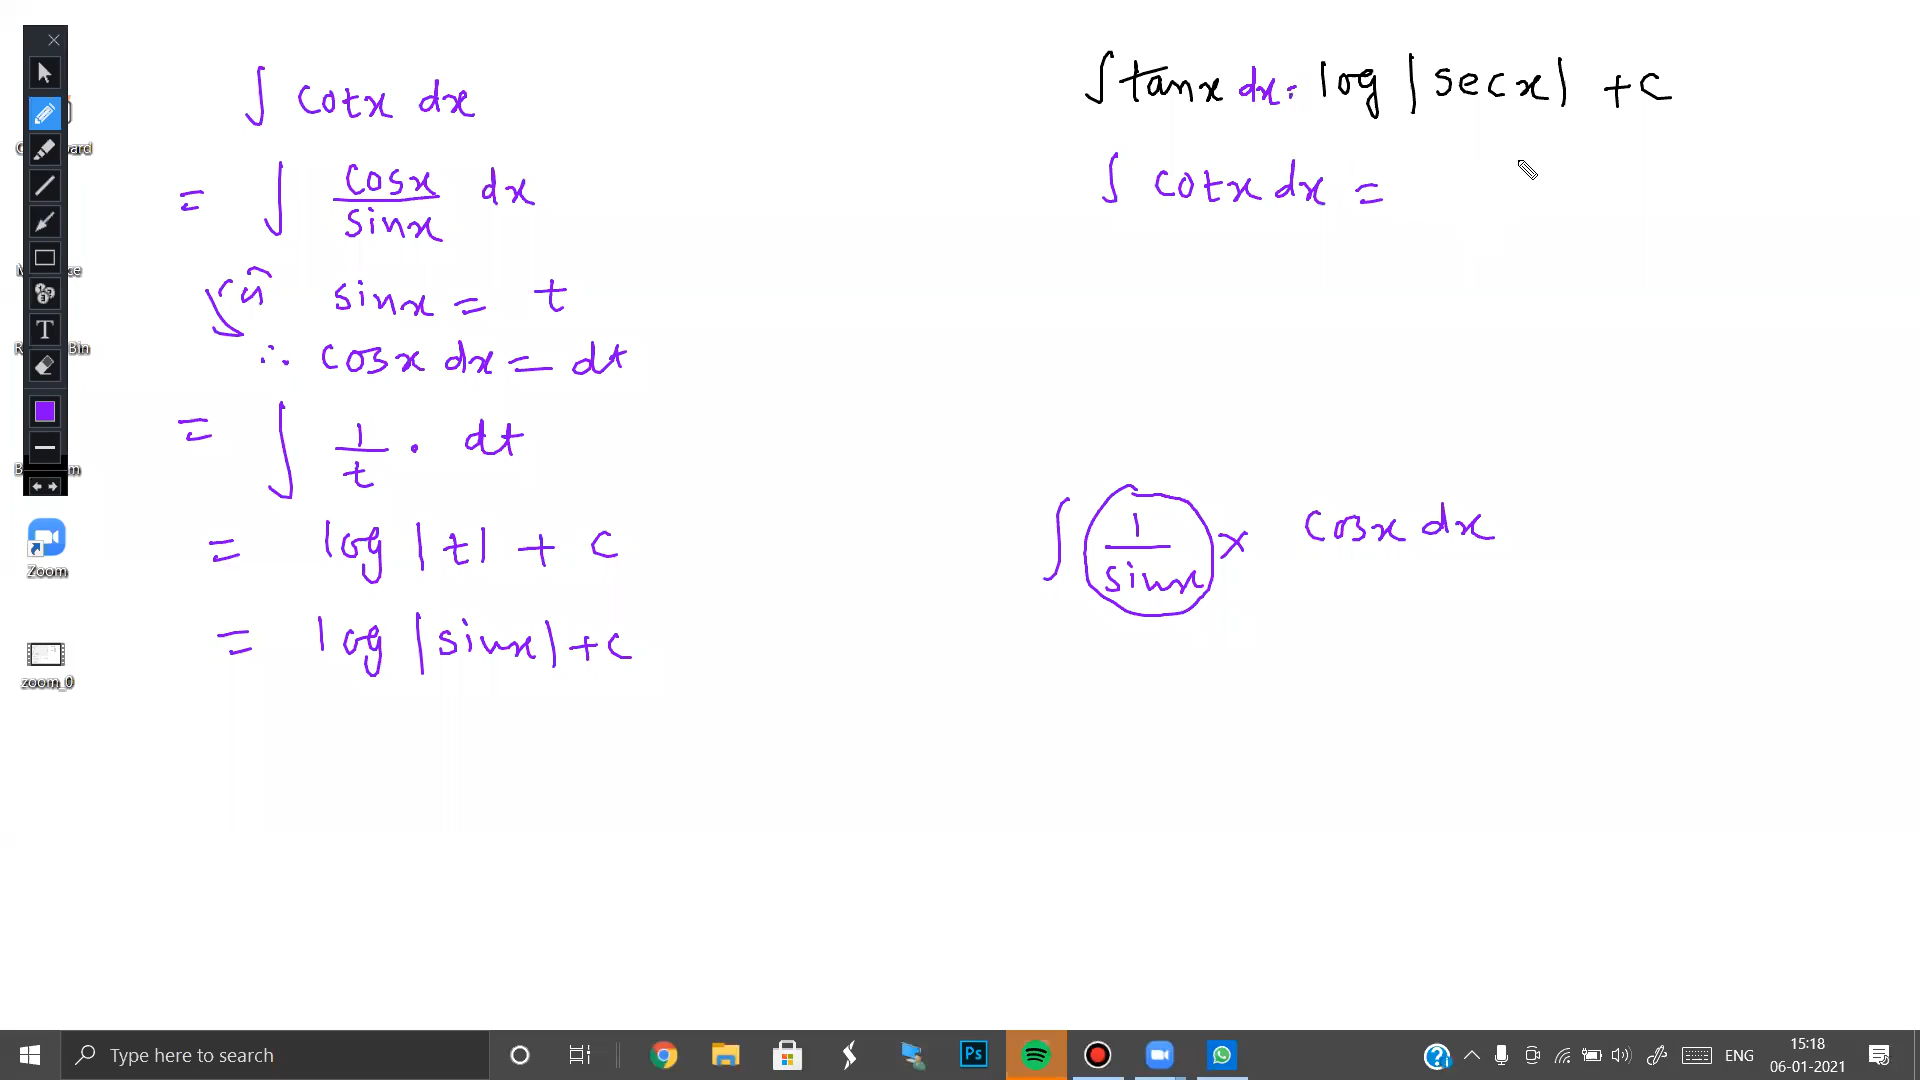 ∫ cotx dx
= ∫ cosx/sinx dx
sinx = t
∴ cosx dx = dt
= ∫ 1/t · dt
= log |t| + c
= log |sinx| + c
∫tanx dx = log |secx| + c
∫ cotx dx =
∫ 1/sinx × cosx dx
T
Zoom
zoom_0
Type here to search
Ps
ENG
15:18
06-01-2021